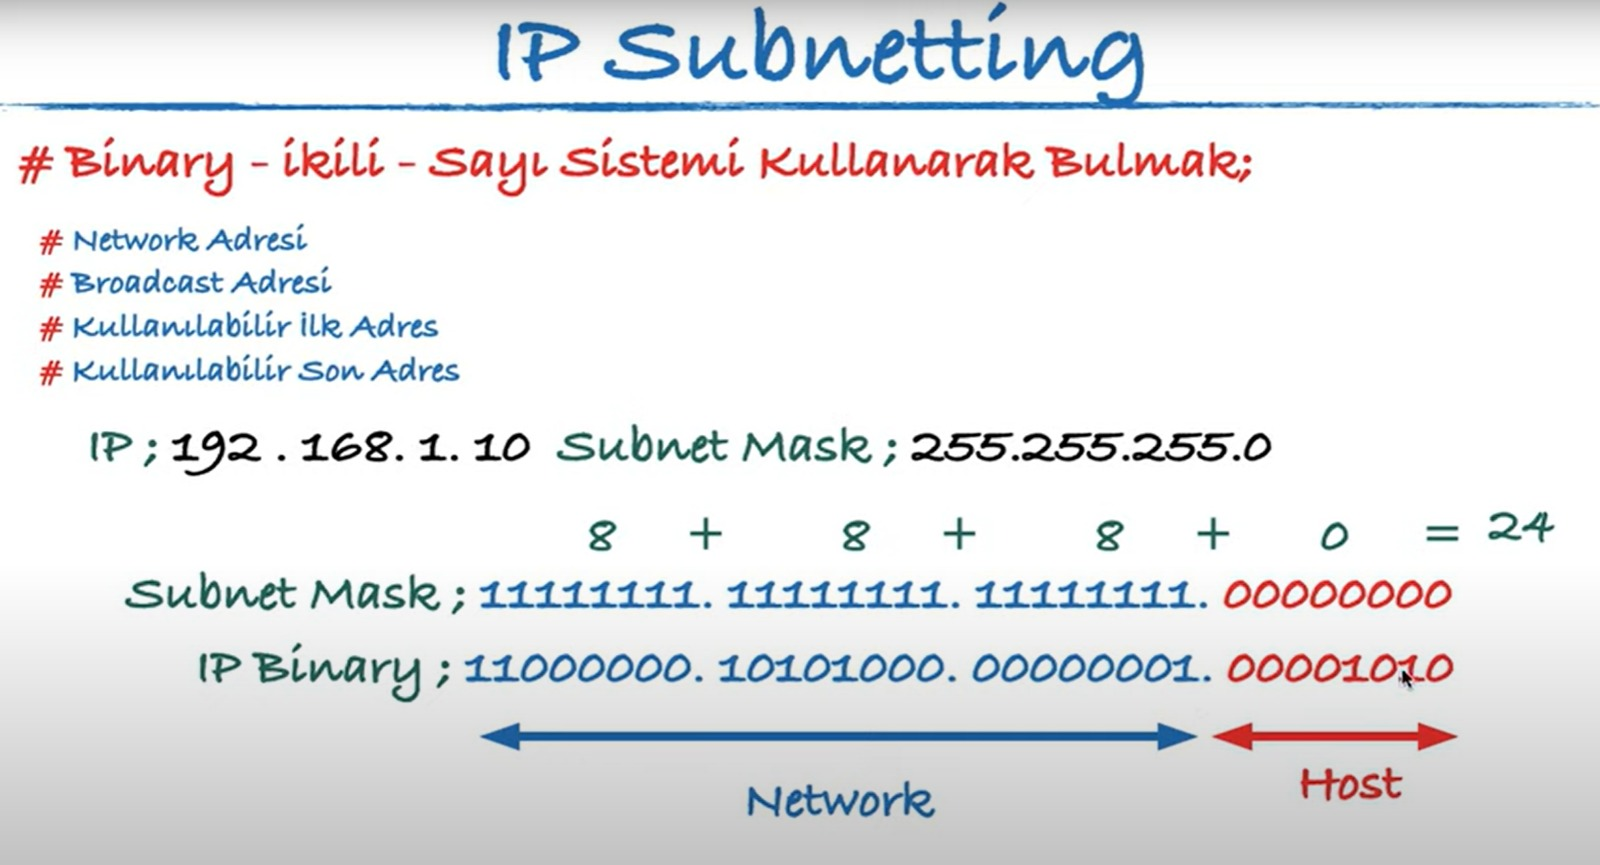 IP Subnetting
# Binary - ikili - Sayı Sistemi Kullanarak Bulmak;
# Network Adresi
# Broadcast Adresi
# Kullanılabilir İlk Adres
# Kullanılabilir Son Adres
IP ; 192 . 168. 1. 10 Subnet Mask ; 255.255.255.0
8 + 8 + 8 + 0 = 24
Subnet Mask ; 11111111. 11111111. 11111111. 00000000
IP Binary ; 11000000. 10101000. 00000001. 00001010
Network Host